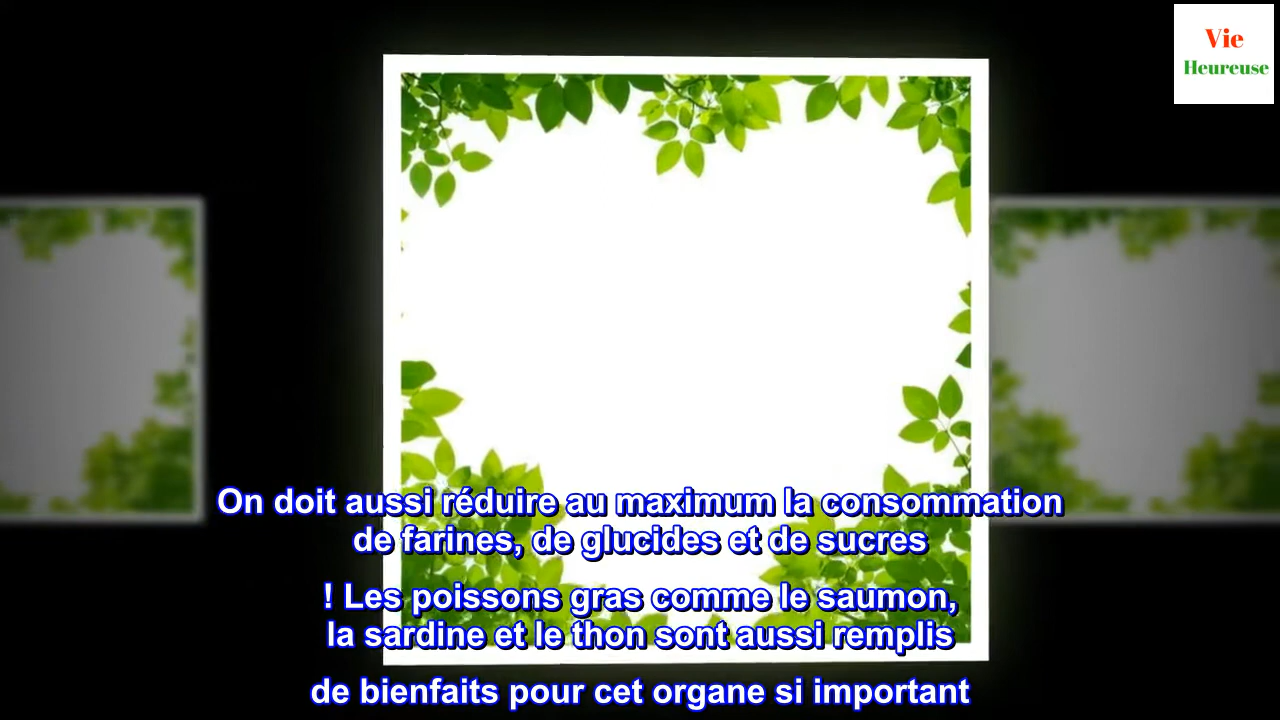 Vie
Heureuse
On doit aussi réduire au maximum la consommation
de farines, de glucides et de sucres
! Les poissons gras comme le saumon,
la sardine et le thon sont aussi remplis
de bienfaits pour cet organe si important